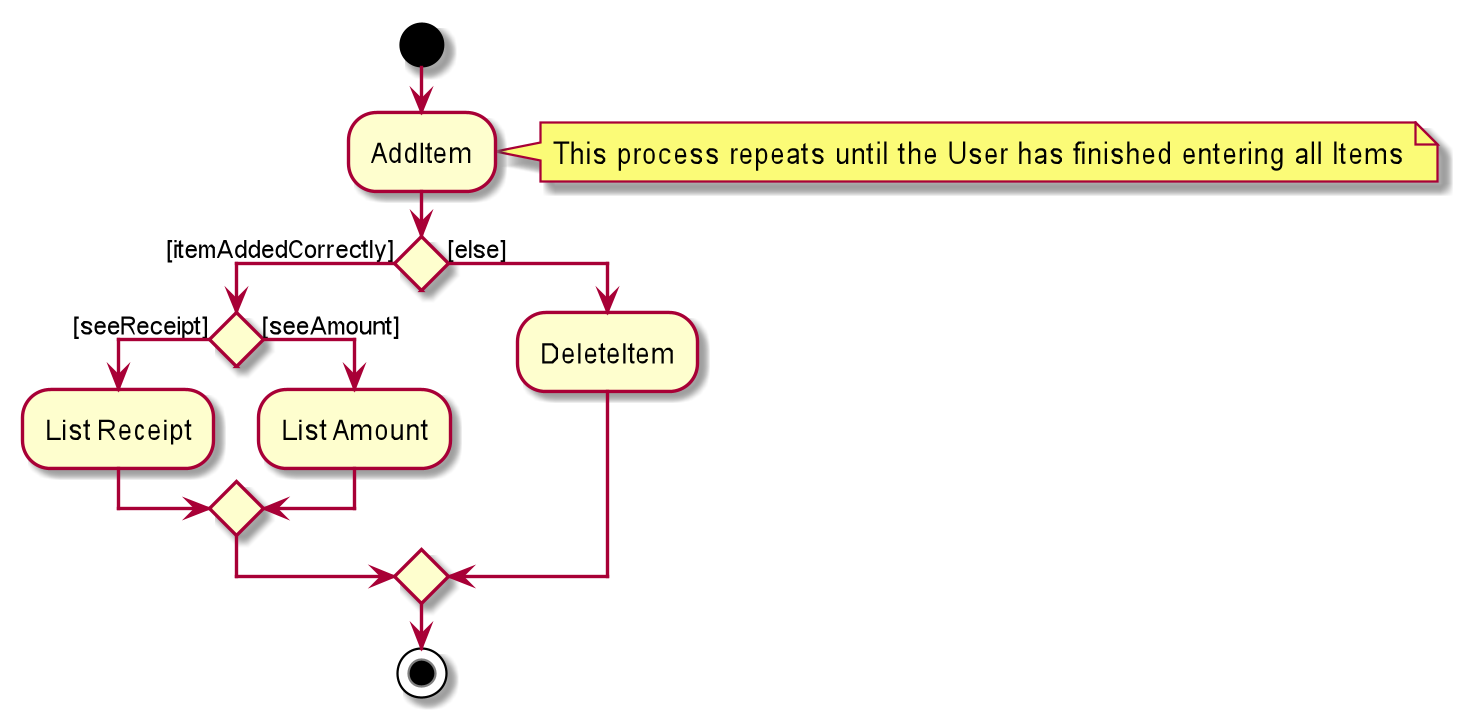 AddItem
This process repeats until the User has finished entering all Items
[itemAddedCorrectly]
[else]
[seeReceipt]
[seeAmount]
DeleteItem
List Receipt
List Amount